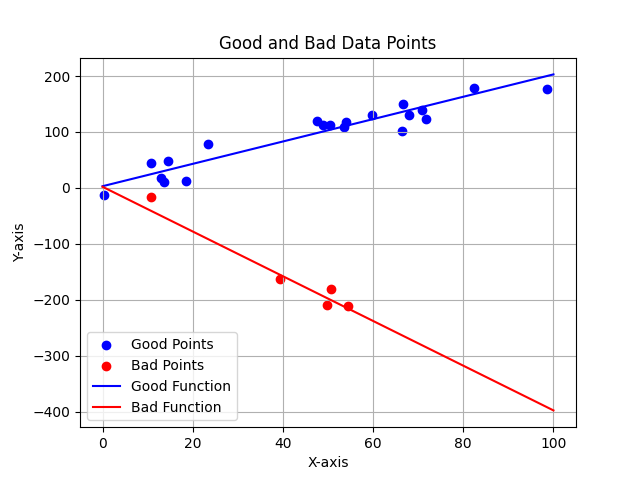 Good and Bad Data Points
200
100
0
−100
−200
−300
−400
Y-axis
Good Points
Bad Points
Good Function
Bad Function
0 20 40 60 80 100
X-axis